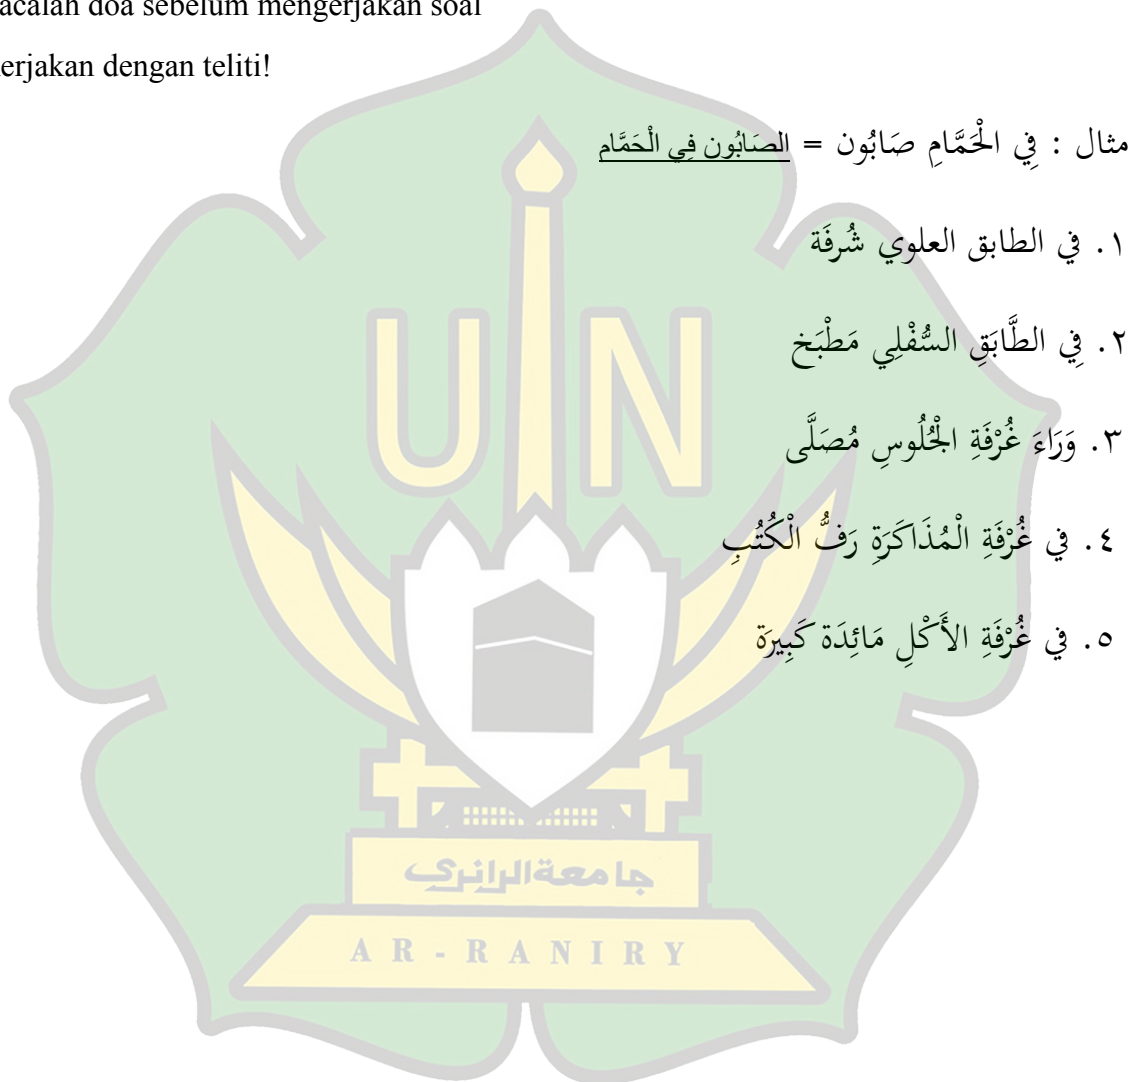 acalah doa sebelum mengerjakan soal
erjakan dengan teliti!
مثال : فِي الْحَمَّامِ صَابُون = الصَابُون فِي الْحَمَّام
١. في الطابق العلوي شُرفَة
٢. فِي الطَّابَقِ السُّفْلِي مَطْبَخ
٣. وَرَاءَ غُرْفَةِ الْجُلُوسِ مُصَلَّى
٤. في غُرْفَةِ الْمُذَاكَرَةِ رَفُّ الْكُتُبِ
٥. في غُرْفَةِ الأَكْلِ مَائِدَة كَبِيرَة
UIN
جامعة الرانري
AR-RANIRY